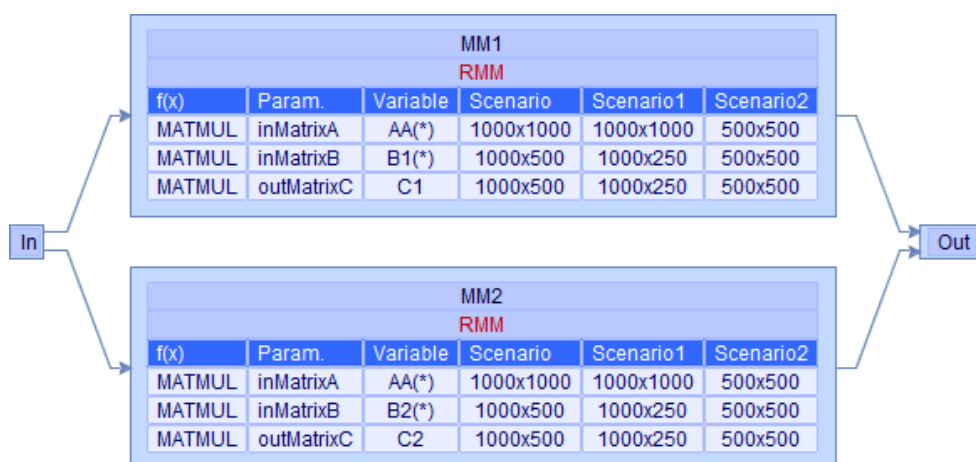 MM1
RMM
f(x) Param. Variable Scenario Scenario1 Scenario2
MATMUL inMatrixA AA(*) 1000x1000 1000x1000 500x500
MATMUL inMatrixB B1(*) 1000x500 1000x250 500x500
MATMUL outMatrixC C1 1000x500 1000x250 500x500
In
Out
MM2
RMM
f(x) Param. Variable Scenario Scenario1 Scenario2
MATMUL inMatrixA AA(*) 1000x1000 1000x1000 500x500
MATMUL inMatrixB B2(*) 1000x500 1000x250 500x500
MATMUL outMatrixC C2 1000x500 1000x250 500x500